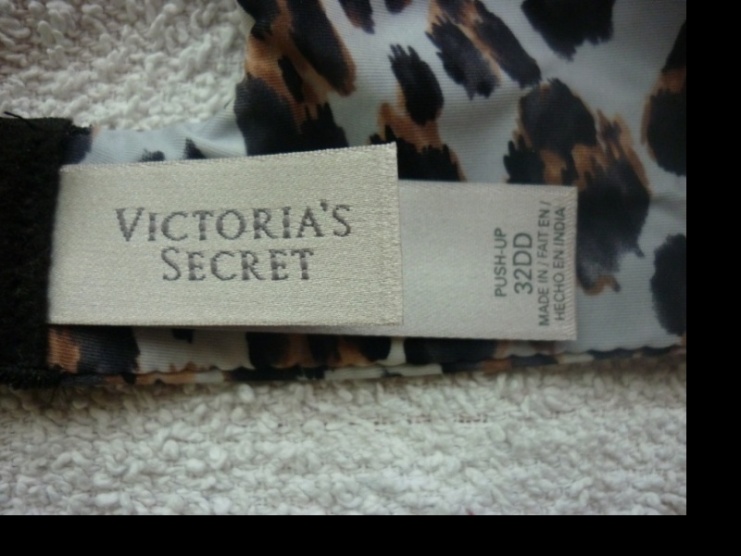 VICTORIA'S
SECRET
PUSH-UP
32DD
MADE IN / FAIT EN /
HECHO EN INDIA